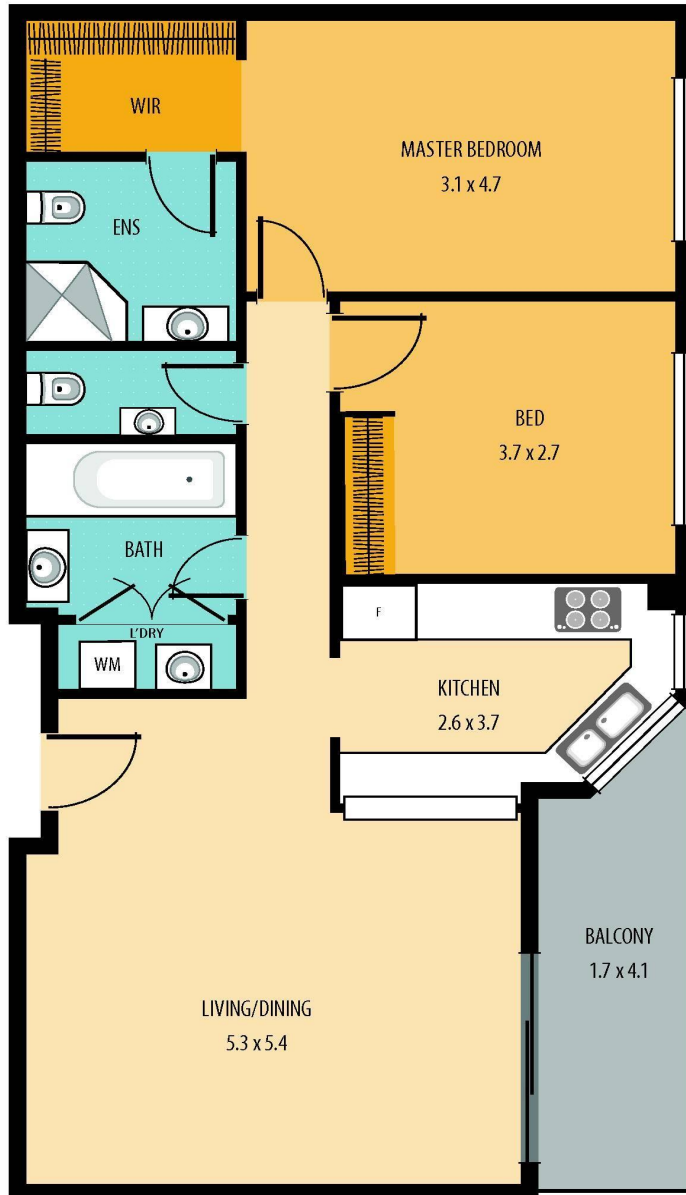 WIR
MASTER BEDROOM
3.1 x 4.7
ENS
BED
3.7 x 2.7
BATH
L'DRY
WM
F
KITCHEN
2.6 x 3.7
BALCONY
1.7 x 4.1
LIVING/DINING
5.3 x 5.4